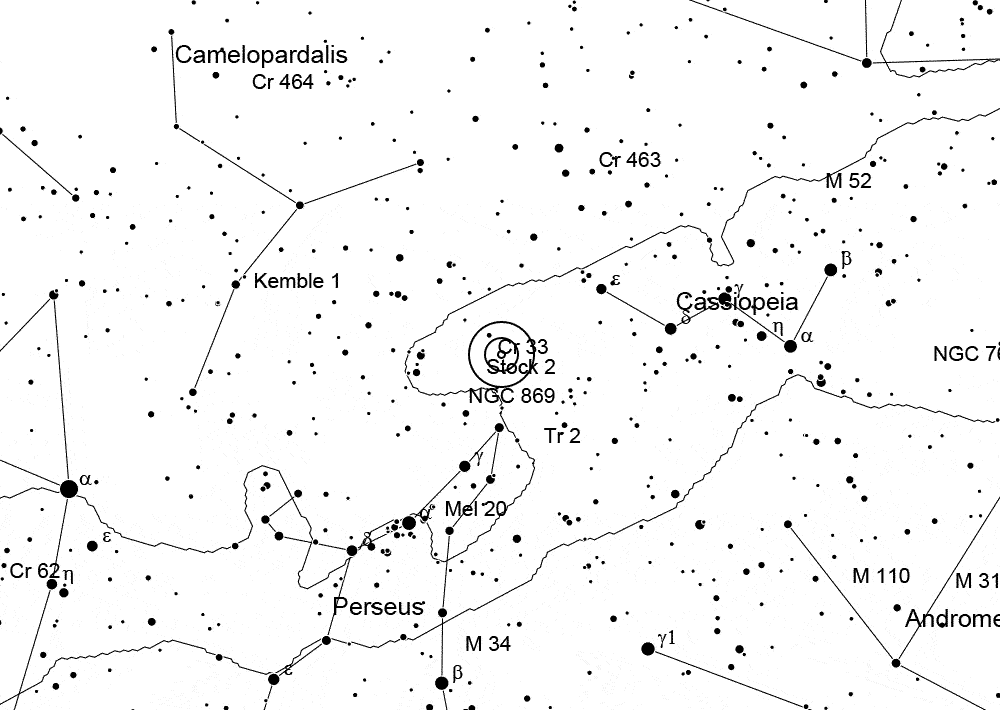 Camelopardalis
Cr 464
Cr 463
M 52
β
Kemble 1
ε
γ
Cassiopeia
δ
η
α
Cr 33
Stock 2
NGC 869
NGC 76
Tr 2
γ
α
Mel 20
α
δ
ε
Cr 62
η
M 110
M 31
Perseus
Androme
M 34
γ1
ε
β